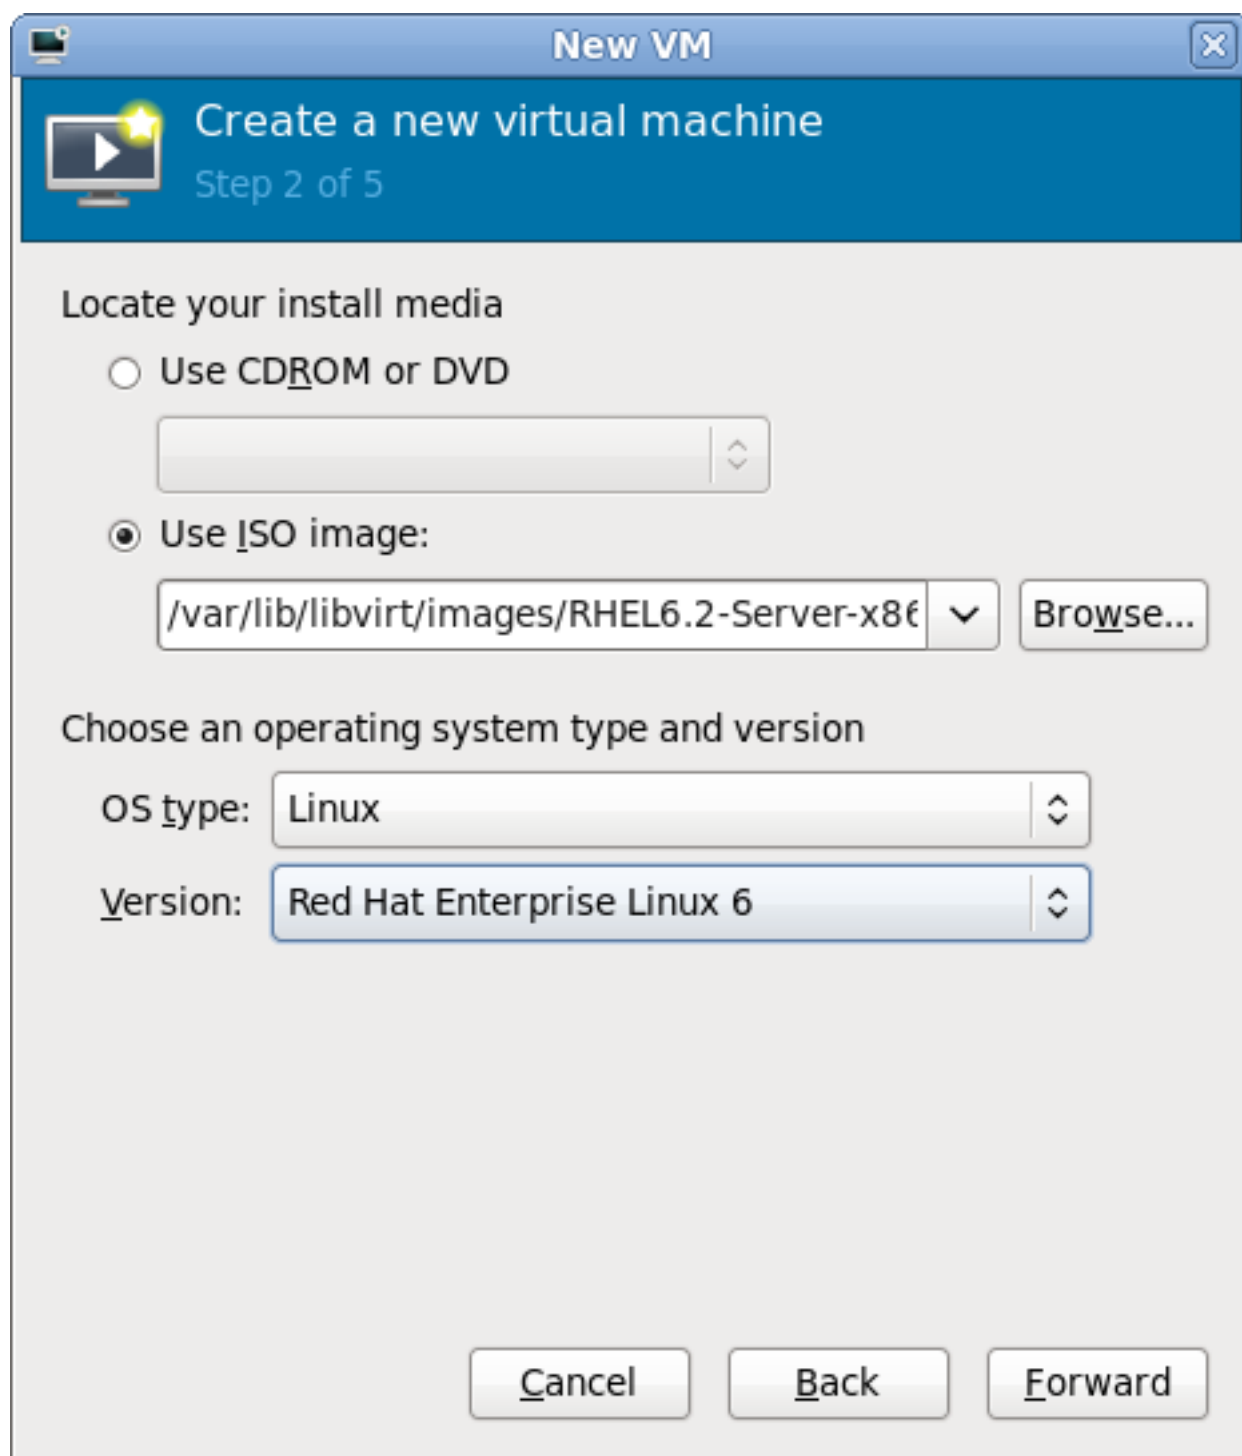 New VM
Create a new virtual machine
Step 2 of 5
Locate your install media
Use CDROM or DVD
Use ISO image:
/var/lib/libvirt/images/RHEL6.2-Server-x86 Browse...
Choose an operating system type and version
OS type: Linux
Version: Red Hat Enterprise Linux 6
Cancel Back Forward